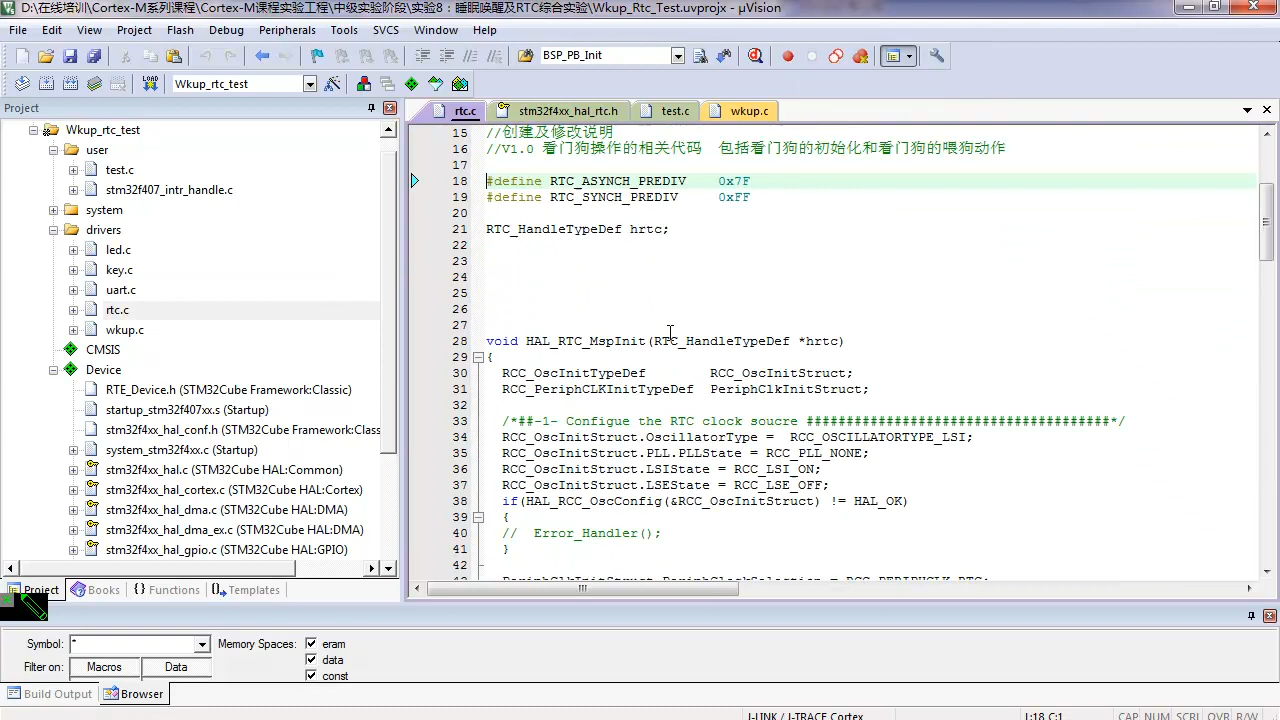 D:\在线培训\Cortex-M系列课程\Cortex-M课程实验工程\中级实验阶段\实验8：睡眠唤醒及RTC综合实验\Wkup_Rtc_Test.uvprojx - µVision
File Edit View Project Flash Debug Peripherals Tools SVCS Window Help
BSP_PB_Init
LOAD Wkup_rtc_test
Project
rtc.c stm32f4xx_hal_rtc.h test.c wkup.c
Wkup_rtc_test
user
test.c
stm32f407_intr_handle.c
system
drivers
led.c
key.c
uart.c
rtc.c
wkup.c
CMSIS
Device
RTE_Device.h (STM32Cube Framework:Classic)
startup_stm32f407xx.s (Startup)
stm32f4xx_hal_conf.h (STM32Cube Framework:Class
system_stm32f4xx.c (Startup)
stm32f4xx_hal.c (STM32Cube HAL:Common)
stm32f4xx_hal_cortex.c (STM32Cube HAL:Cortex)
stm32f4xx_hal_dma.c (STM32Cube HAL:DMA)
stm32f4xx_hal_dma_ex.c (STM32Cube HAL:DMA)
stm32f4xx_hal_gpio.c (STM32Cube HAL:GPIO)
15 //创建及修改说明
16 //V1.0 看门狗操作的相关代码 包括看门狗的初始化和看门狗的喂狗动作
17
18 #define RTC_ASYNCH_PREDIV 0x7F
19 #define RTC_SYNCH_PREDIV 0xFF
20
21 RTC_HandleTypeDef hrtc;
22
23
24
25
26
27
28 void HAL_RTC_MspInit(RTC_HandleTypeDef *hrtc)
29 {
30 RCC_OscInitTypeDef RCC_OscInitStruct;
31 RCC_PeriphCLKInitTypeDef PeriphClkInitStruct;
32
33 /*##-1- Configue the RTC clock soucre ######################################*/
34 RCC_OscInitStruct.OscillatorType = RCC_OSCILLATORTYPE_LSI;
35 RCC_OscInitStruct.PLL.PLLState = RCC_PLL_NONE;
36 RCC_OscInitStruct.LSIState = RCC_LSI_ON;
37 RCC_OscInitStruct.LSEState = RCC_LSE_OFF;
38 if(HAL_RCC_OscConfig(&RCC_OscInitStruct) != HAL_OK)
39 {
40 // Error_Handler();
41 }
42
Project Books {} Functions Templates
Symbol: * Memory Spaces: eram
data
Filter on: Macros Data
const
Build Output Browser
J-LINK / J-TRACE Cortex L:18 C:1 CAP NUM SCRL OVR R/W